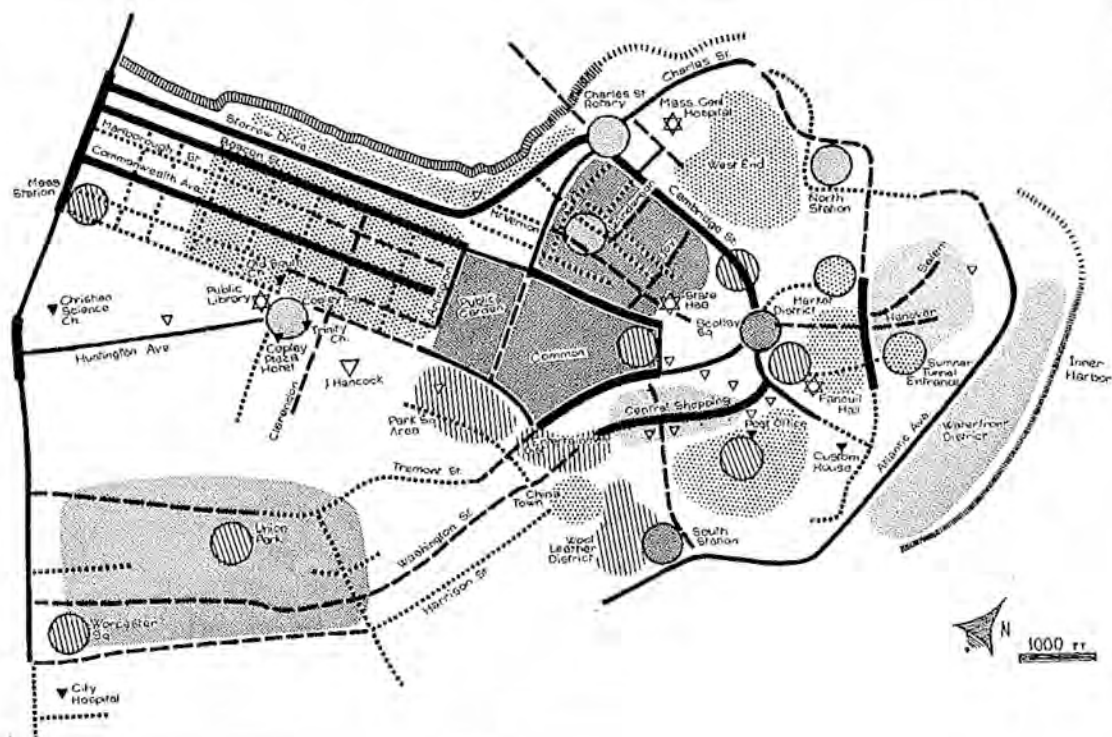 Charles St.
Charles St.
Rotary
Mass. Genl
Hospital
West End
North
Station
Storrow Drive
Beacon St.
Marlborough St.
Commonwealth Ave.
Mass
Station
Mt Vernon
Cambridge St.
Salem
Hanover
Market
District
State
Hall
Scollay
Sq
Public
Garden
Common
Public
Library
Copley
Plaza
Hotel
Trinity
Ch.
J. Hancock
Christian
Science
Ch.
Huntington Ave
Clarendon
Park Sq
Area
Central Shopping
Post Office
Faneuil
Hall
Sumner
Tunnel
Entrance
Inner
Harbor
Waterfront
District
Atlantic Ave
Custom
House
Tremont St.
Washington St.
Harrison St
China
Town
Wool
Leather
District
South
Station
Union
Park
Worcester
Sq
City
Hospital
N
1000 FT